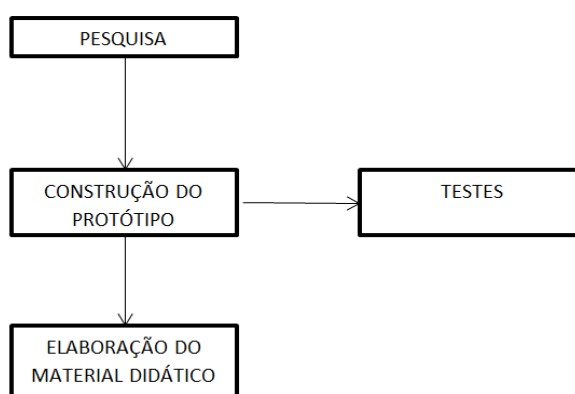 PESQUISA
CONSTRUÇÃO DO
PROTÓTIPO
TESTES
ELABORAÇÃO DO
MATERIAL DIDÁTICO